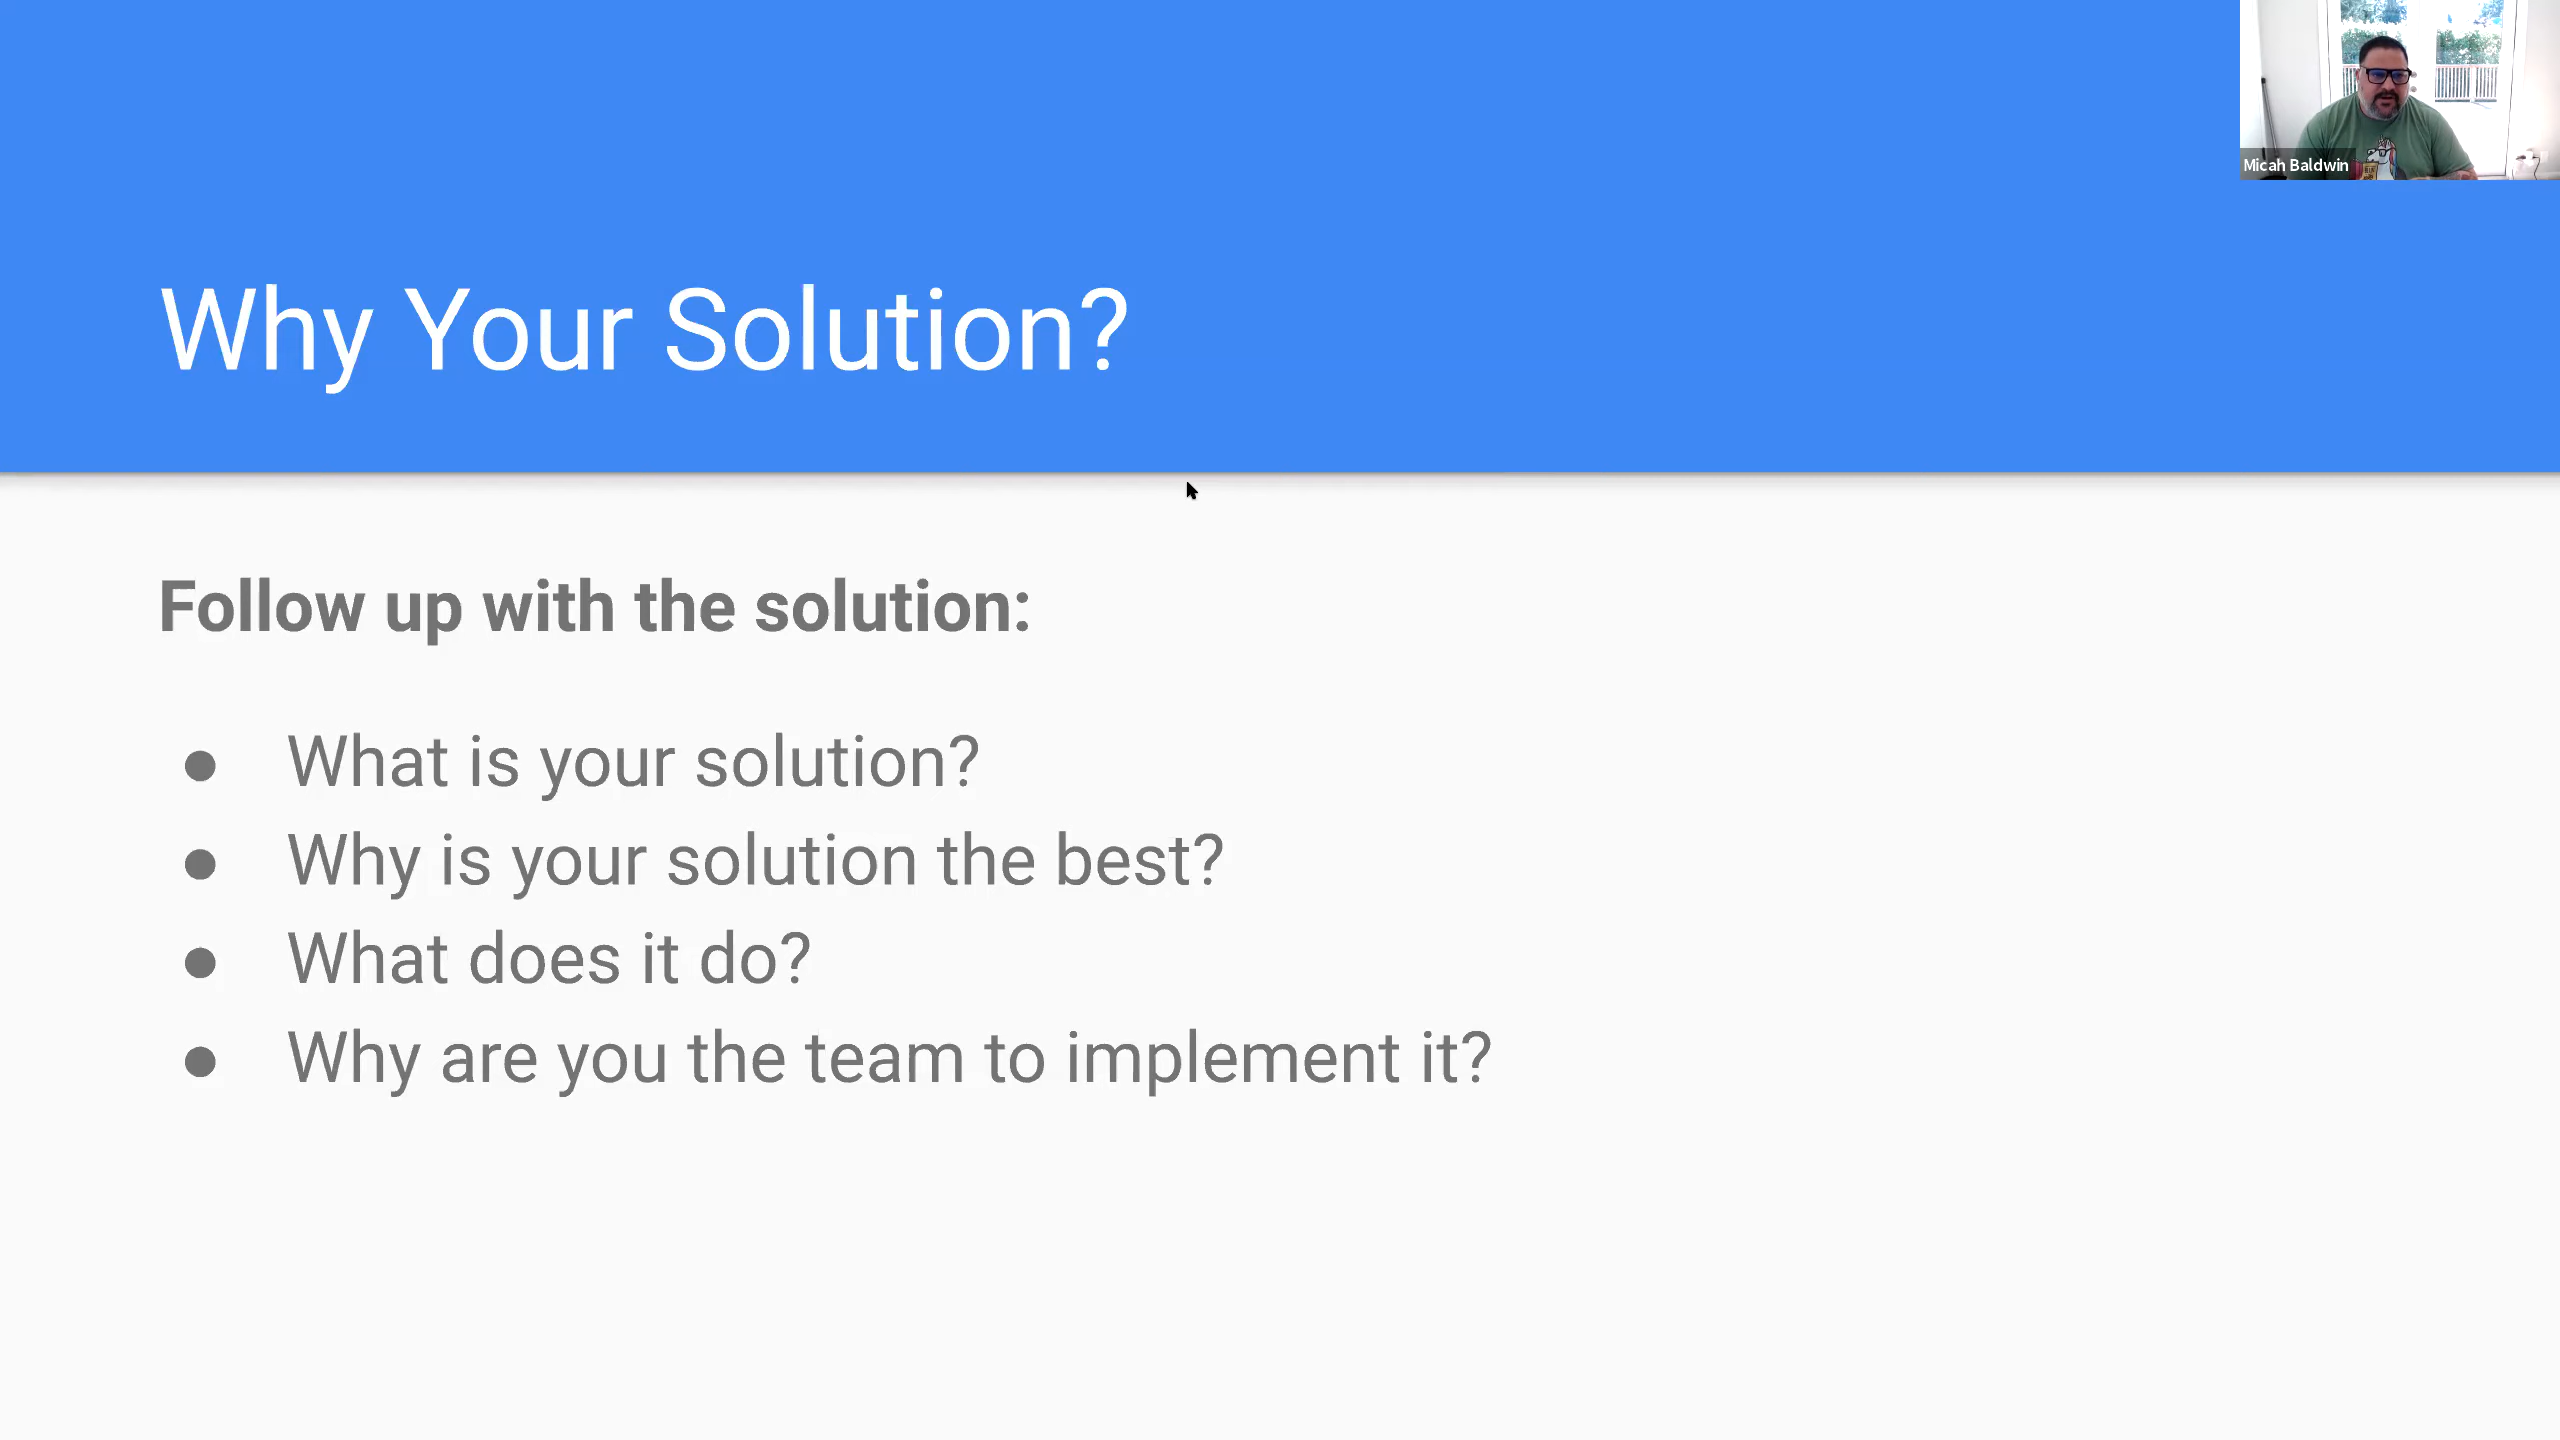 Micah Baldwin
Why Your Solution?
Follow up with the solution:
● What is your solution?
● Why is your solution the best?
● What does it do?
● Why are you the team to implement it?